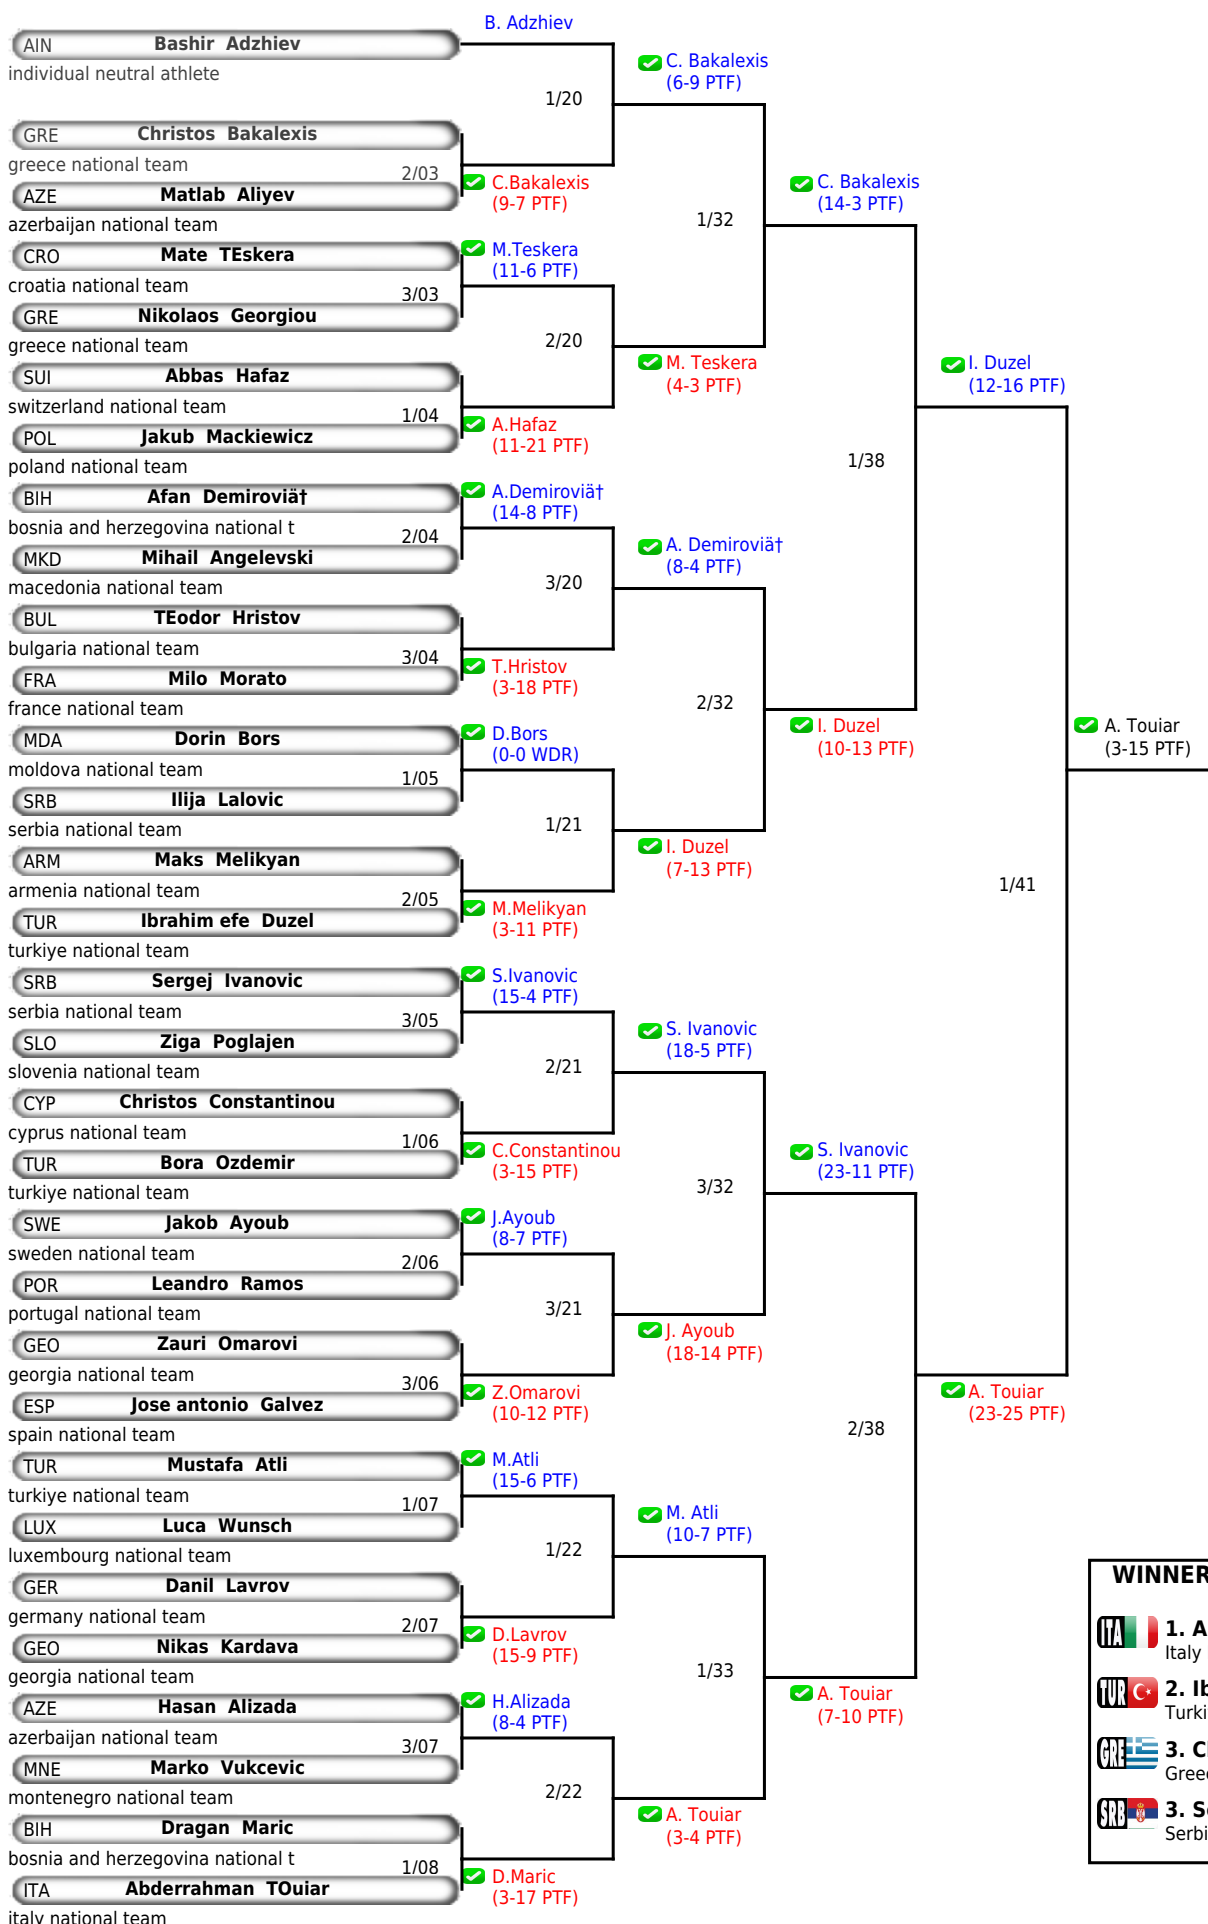 B. Adzhiev
AIN Bashir Adzhiev
individual neutral athlete
C. Bakalexis
(6-9 PTF)
1/20
GRE Christos Bakalexis
greece national team
2/03
C.Bakalexis
(9-7 PTF)
AZE Matlab Aliyev
azerbaijan national team
C. Bakalexis
(14-3 PTF)
1/32
CRO Mate TEskera
croatia national team
M.Teskera
(11-6 PTF)
3/03
GRE Nikolaos Georgiou
greece national team
2/20
M. Teskera
(4-3 PTF)
SUI Abbas Hafaz
switzerland national team
1/04
A.Hafaz
(11-21 PTF)
POL Jakub Mackiewicz
poland national team
I. Duzel
(12-16 PTF)
1/38
BIH Afan Demiroviä†
bosnia and herzegovina national t
A.Demiroviä†
(14-8 PTF)
2/04
MKD Mihail Angelevski
macedonia national team
A. Demiroviä†
(8-4 PTF)
3/20
BUL TEodor Hristov
bulgaria national team
3/04
T.Hristov
(3-18 PTF)
FRA Milo Morato
france national team
2/32
I. Duzel
(10-13 PTF)
A. Touiar
(3-15 PTF)
MDA Dorin Bors
moldova national team
D.Bors
(0-0 WDR)
1/05
SRB Ilija Lalovic
serbia national team
1/21
I. Duzel
(7-13 PTF)
ARM Maks Melikyan
armenia national team
2/05
M.Melikyan
(3-11 PTF)
TUR Ibrahim efe Duzel
turkiye national team
1/41
SRB Sergej Ivanovic
serbia national team
S.Ivanovic
(15-4 PTF)
3/05
SLO Ziga Poglajen
slovenia national team
S. Ivanovic
(18-5 PTF)
2/21
CYP Christos Constantinou
cyprus national team
1/06
C.Constantinou
(3-15 PTF)
TUR Bora Ozdemir
turkiye national team
S. Ivanovic
(23-11 PTF)
3/32
SWE Jakob Ayoub
sweden national team
J.Ayoub
(8-7 PTF)
2/06
POR Leandro Ramos
portugal national team
3/21
J. Ayoub
(18-14 PTF)
GEO Zauri Omarovi
georgia national team
3/06
Z.Omarovi
(10-12 PTF)
ESP Jose antonio Galvez
spain national team
A. Touiar
(23-25 PTF)
2/38
TUR Mustafa Atli
turkiye national team
M.Atli
(15-6 PTF)
1/07
LUX Luca Wunsch
luxembourg national team
M. Atli
(10-7 PTF)
1/22
GER Danil Lavrov
germany national team
2/07
D.Lavrov
(15-9 PTF)
GEO Nikas Kardava
georgia national team
1/33
A. Touiar
(7-10 PTF)
AZE Hasan Alizada
azerbaijan national team
H.Alizada
(8-4 PTF)
3/07
MNE Marko Vukcevic
montenegro national team
2/22
A. Touiar
(3-4 PTF)
BIH Dragan Maric
bosnia and herzegovina national t
1/08
D.Maric
(3-17 PTF)
ITA Abderrahman TOuiar
italy national team
WINNER
ITA 1. A
Italy
TUR 2. Ib
Turki
GRE 3. Cl
Greec
SRB 3. Se
Serbi